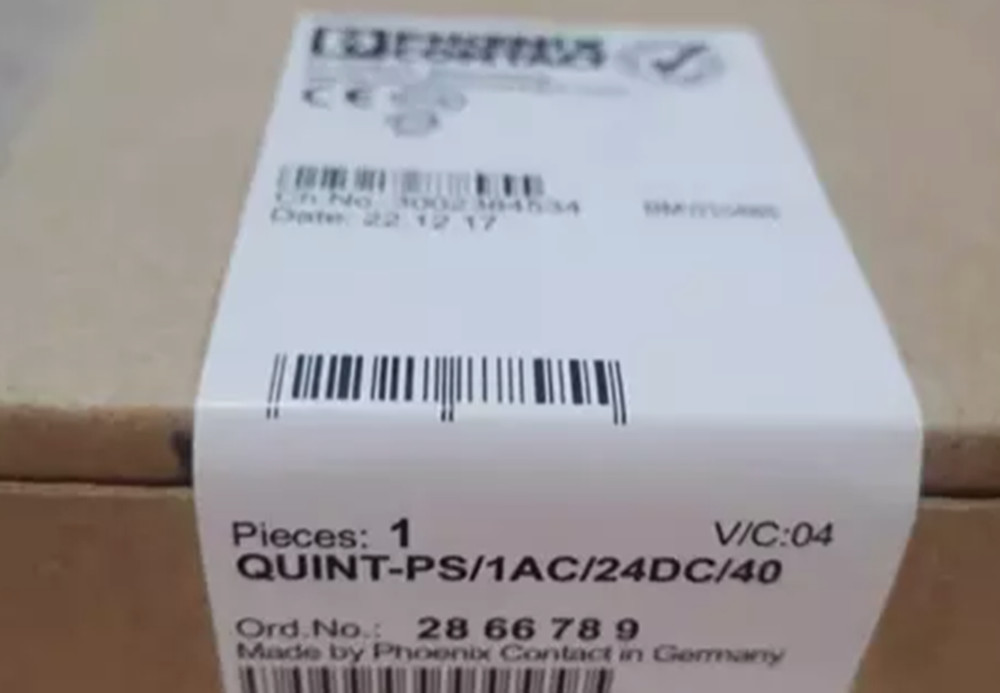 PHOENIX
CONTACT
CE
Ch.No. 3002384534
Date: 22.12.17
Pieces: 1 V/C:04
QUINT-PS/1AC/24DC/40
Ord.No.: 28 66 78 9
Made by Phoenix Contact in Germany